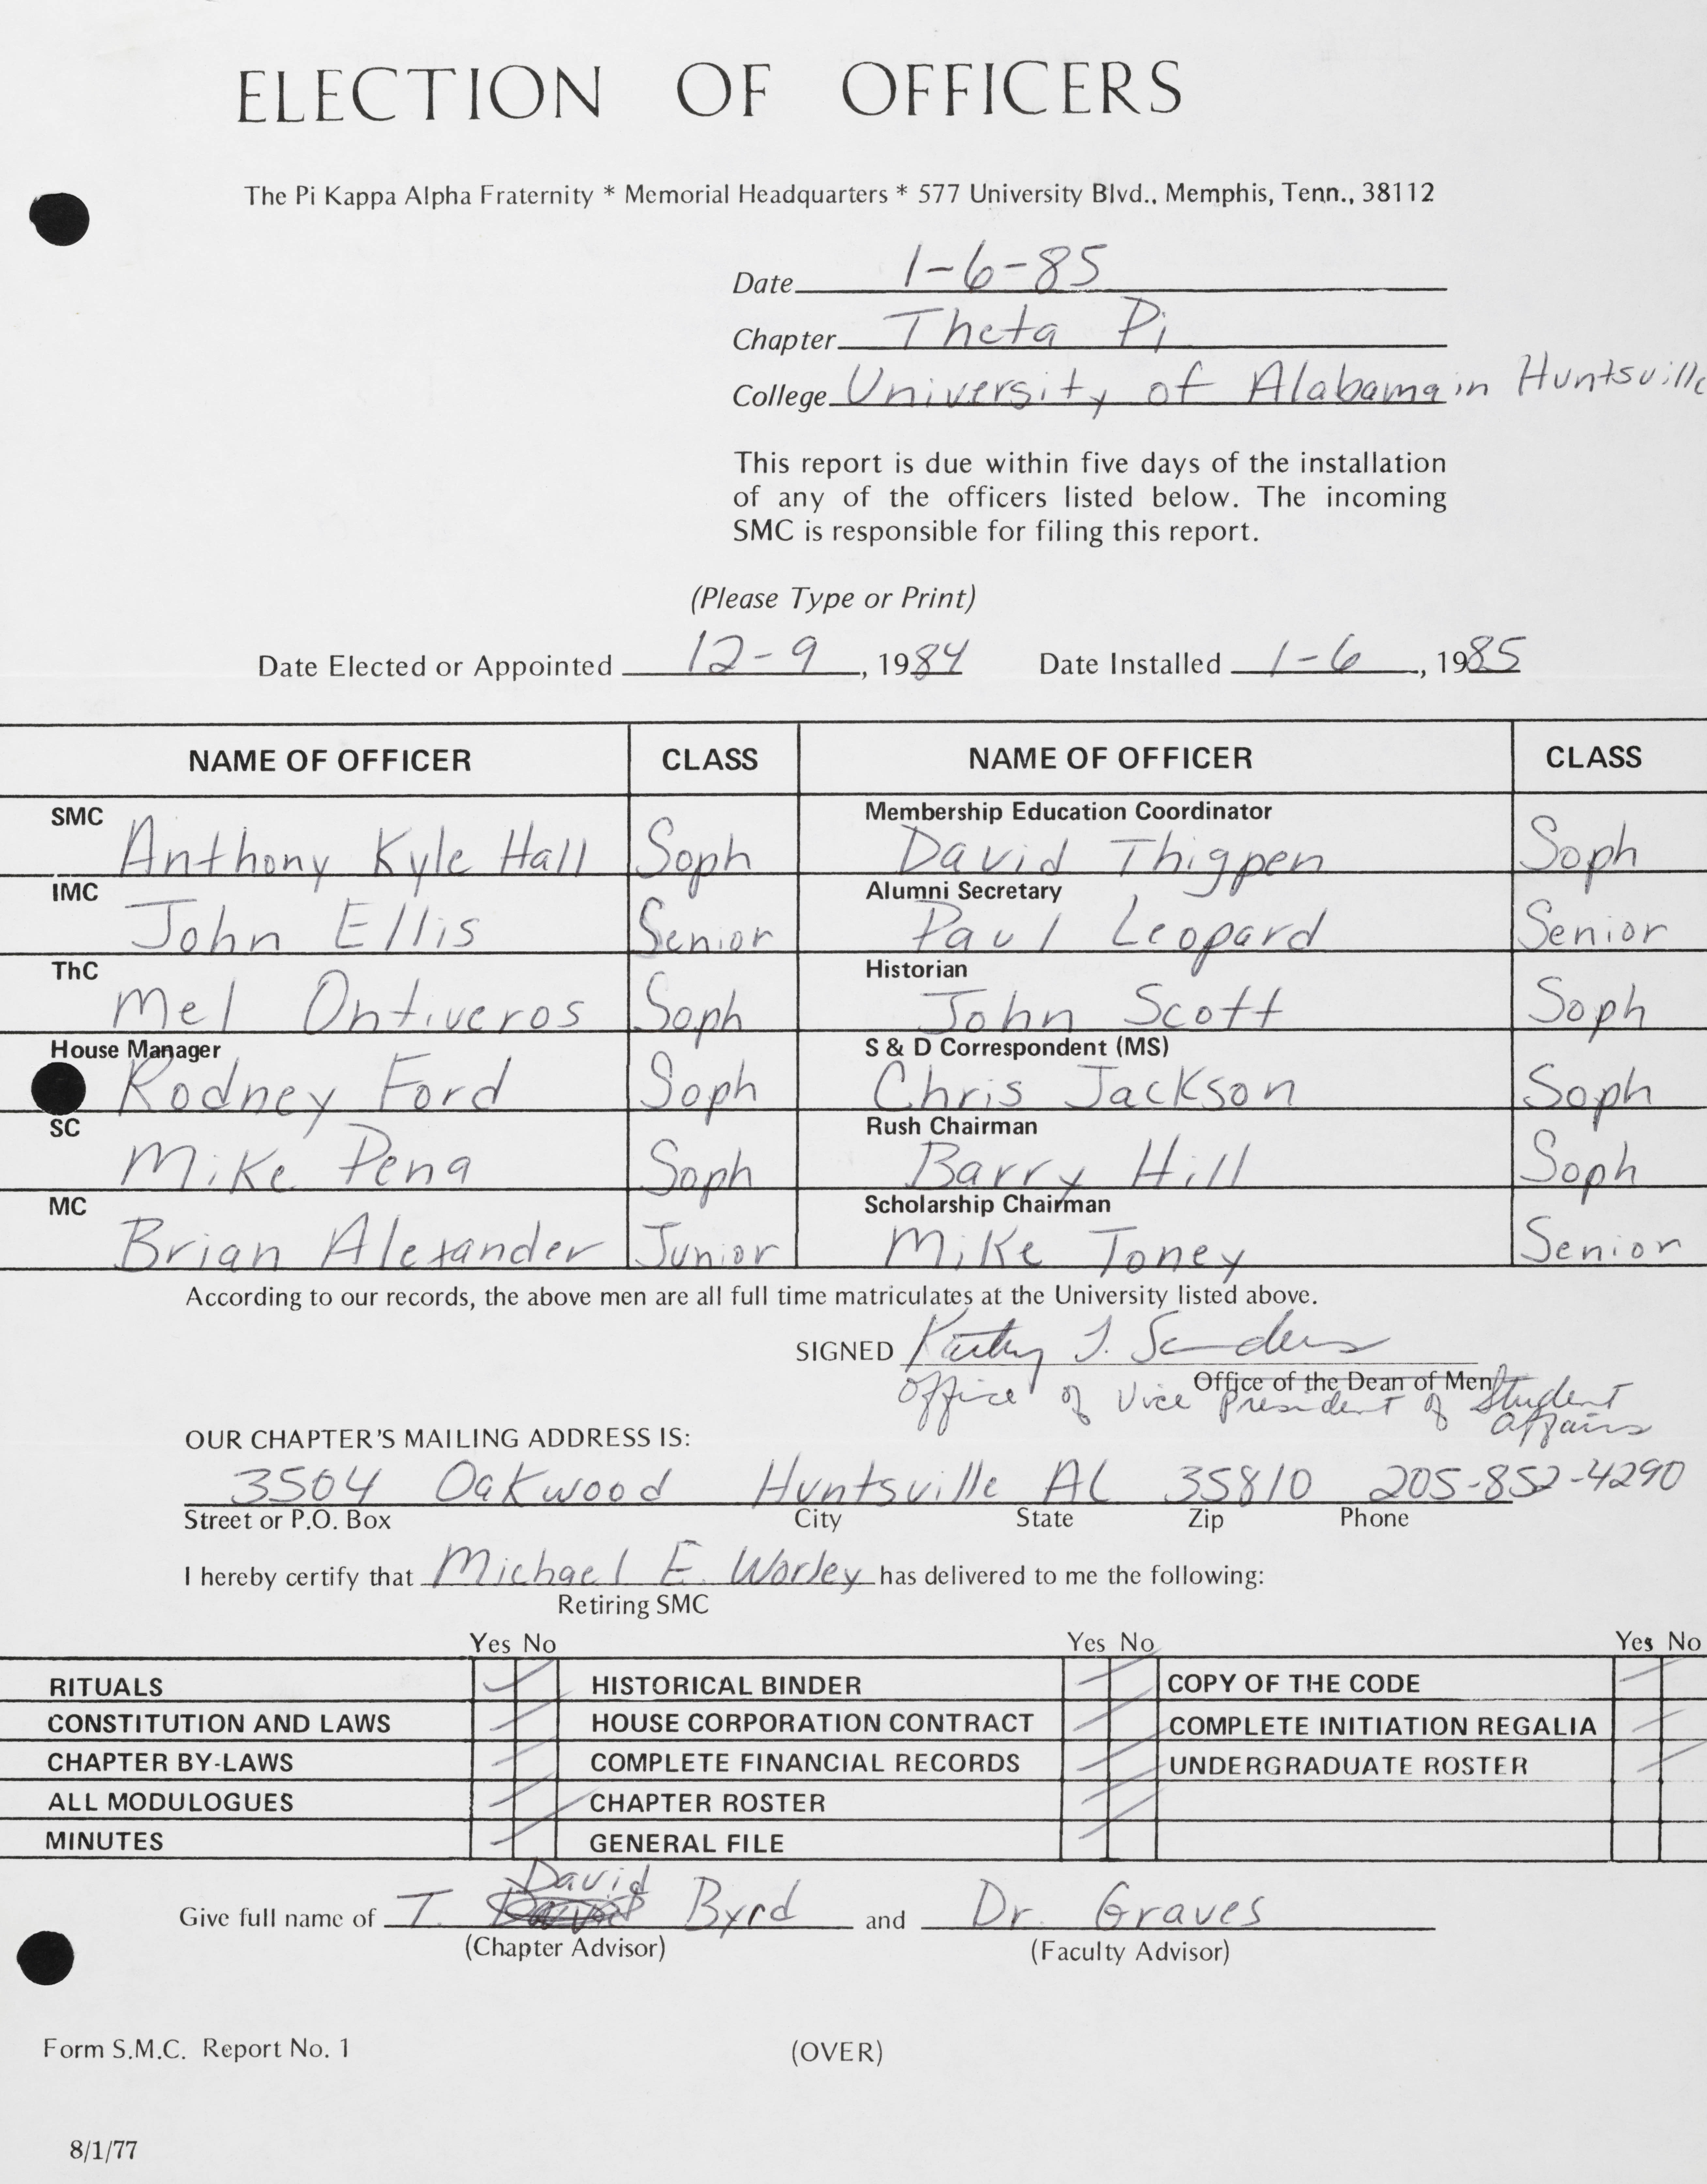 ELECTION OF OFFICERS
The Pi Kappa Alpha Fraternity * Memorial Headquarters * 577 University Blvd., Memphis, Tenn., 38112
Date 1-6-85
Chapter Theta Pi
College University of Alabama in Huntsville
This report is due within five days of the installation
of any of the officers listed below. The incoming
SMC is responsible for filing this report.
(Please Type or Print)
Date Elected or Appointed 12-9, 1984 Date Installed 1-6, 1985
NAME OF OFFICER CLASS NAME OF OFFICER CLASS
SMC Membership Education Coordinator
Anthony Kyle Hall Soph David Thigpen Soph
IMC Alumni Secretary
John Ellis Senior Paul Leopard Senior
ThC Historian
Mel Ontiveros Soph John Scott Soph
House Manager S & D Correspondent (MS)
Rodney Ford Soph Chris Jackson Soph
SC Rush Chairman
Mike Pena Soph Barry Hill Soph
MC Scholarship Chairman
Brian Alexander Junior Mike Toney Senior
According to our records, the above men are all full time matriculates at the University listed above.
SIGNED Kathy J. Sanders
Office of the Dean of Men
Office of Vice President of Student
Affairs
OUR CHAPTER'S MAILING ADDRESS IS:
3504 Oakwood Huntsville AL 35810 205-852-4290
Street or P.O. Box City State Zip Phone
I hereby certify that Michael E. Worley has delivered to me the following:
Retiring SMC
Yes No Yes No Yes No
RITUALS HISTORICAL BINDER COPY OF THE CODE
CONSTITUTION AND LAWS HOUSE CORPORATION CONTRACT COMPLETE INITIATION REGALIA
CHAPTER BY-LAWS COMPLETE FINANCIAL RECORDS UNDERGRADUATE ROSTER
ALL MODULOGUES CHAPTER ROSTER
MINUTES GENERAL FILE
Give full name of T. David Byrd and Dr. Graves
(Chapter Advisor) (Faculty Advisor)
Form S.M.C. Report No. 1 (OVER)
8/1/77